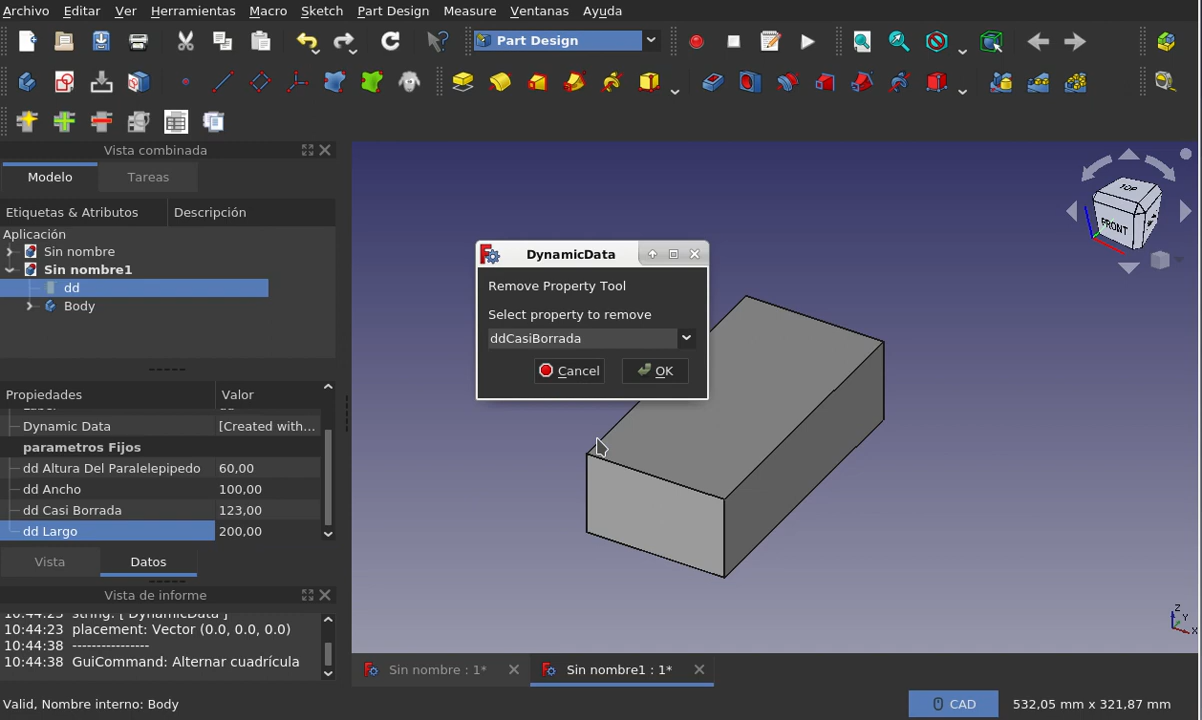 Archivo Editar Ver Herramientas Macro Sketch Part Design Measure Ventanas Ayuda
Part Design
Vista combinada
Modelo Tareas
Etiquetas & Atributos Descripción
Aplicación
Sin nombre
Sin nombre1
dd
Body
Propiedades Valor
Dynamic Data [Created with...
parametros Fijos
dd Altura Del Paralelepipedo 60,00
dd Ancho 100,00
dd Casi Borrada 123,00
dd Largo 200,00
Vista Datos
Vista de informe
10:44:23 string: [ DynamicData ]
10:44:23 placement: Vector (0.0, 0.0, 0.0)
10:44:38 ----------------
10:44:38 GuiCommand: Alternar cuadrícula
DynamicData
Remove Property Tool
Select property to remove
ddCasiBorrada
Cancel OK
TOP
FRONT
Z
Y
X
Sin nombre : 1* Sin nombre1 : 1*
Valid, Nombre interno: Body CAD 532,05 mm x 321,87 mm